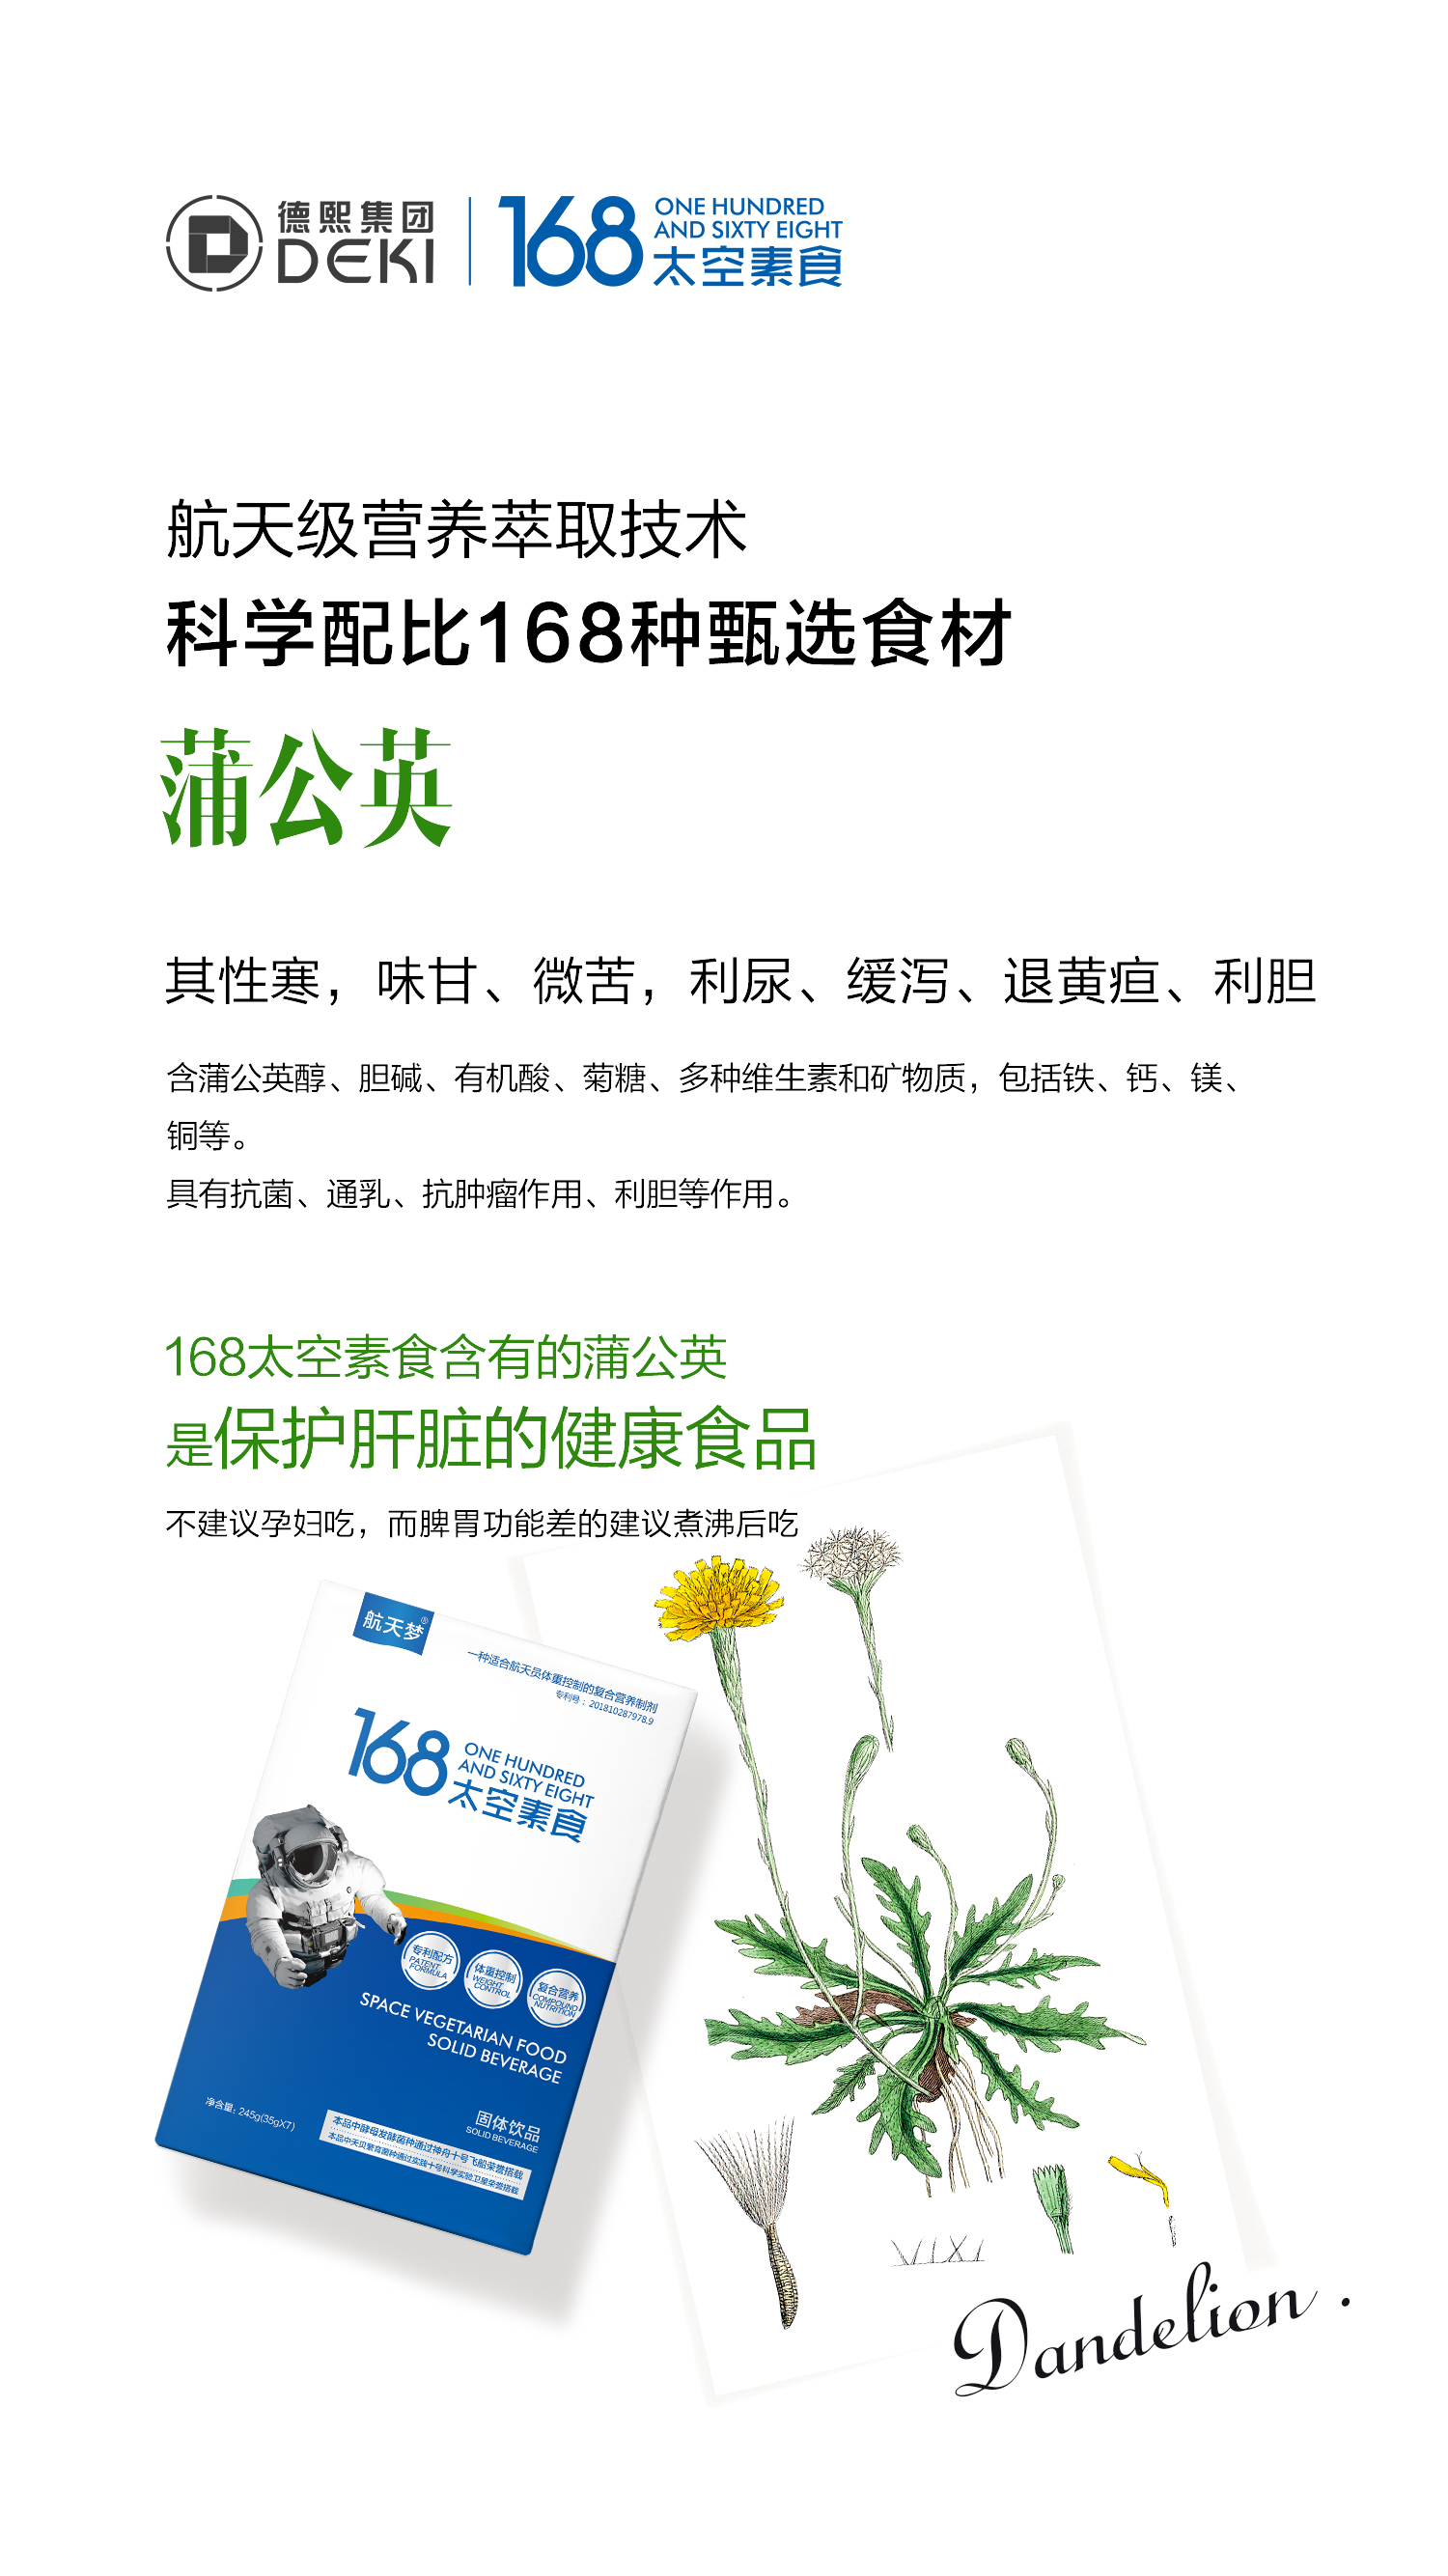 德熙集团
DEKI
168
ONE HUNDRED
AND SIXTY EIGHT
太空素食
航天级营养萃取技术
科学配比168种甄选食材
蒲公英
其性寒，味甘、微苦，利尿、缓泻、退黄疸、利胆
含蒲公英醇、胆碱、有机酸、菊糖、多种维生素和矿物质，包括铁、钙、镁、
铜等。
具有抗菌、通乳、抗肿瘤作用、利胆等作用。
168太空素食含有的蒲公英
是保护肝脏的健康食品
不建议孕妇吃，而脾胃功能差的建议煮沸后吃
航天梦®
一种适合航天员体重控制的复合营养制剂
专利号：201810287978.9
168
ONE HUNDRED
AND SIXTY EIGHT
太空素食
专利配方
PATENT
FORMULA
体重控制
WEIGHT
CONTROL
复合营养
COMPOUND
NUTRITION
SPACE VEGETARIAN FOOD
SOLID BEVERAGE
固体饮品
SOLID BEVERAGE
净含量：245g(35gX7)
本品中酵母发酵菌种通过神舟十号飞船荣誉搭载
本品中天贝繁育菌种通过实践十号科学实验卫星荣誉搭载
Dandelion .